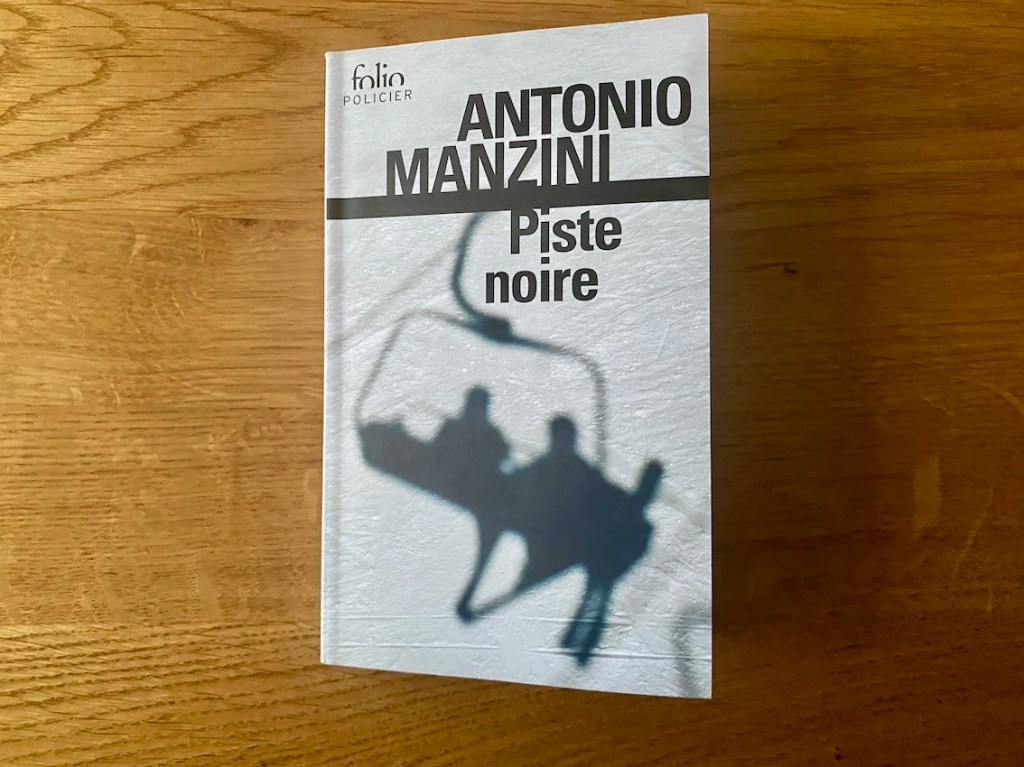 folio
POLICIER
ANTONIO
MANZINI
Piste
noire